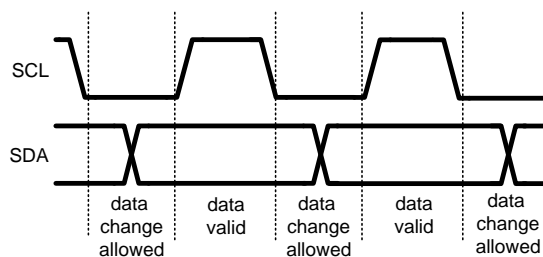 SCL
SDA
data
change
allowed
data
valid
data
change
allowed
data
valid
data
change
allowed